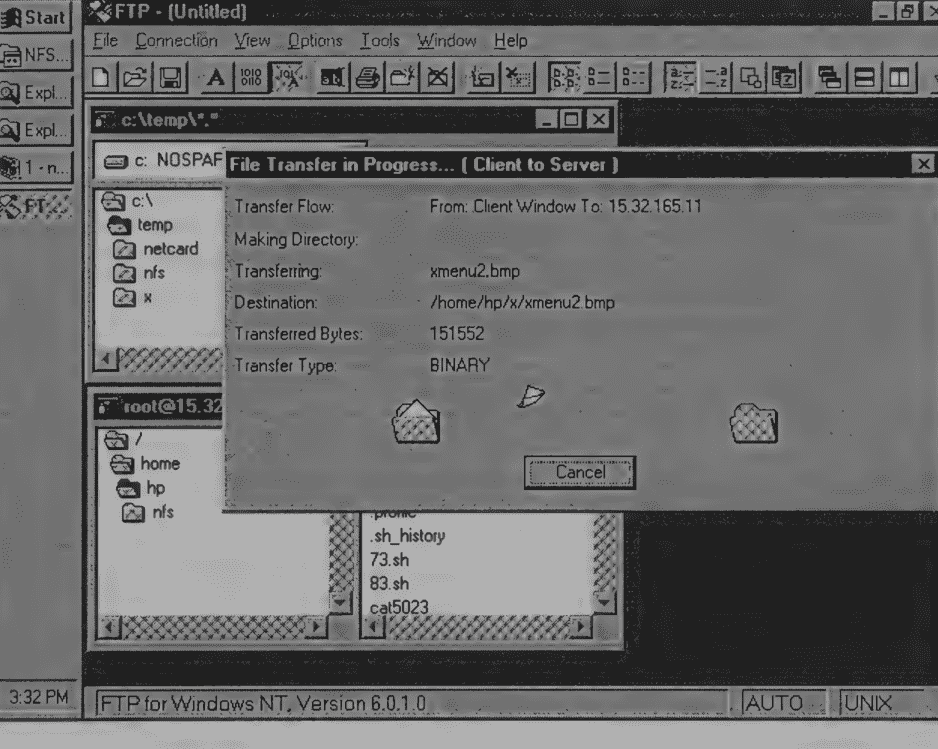 Start
NFS...
Expl...
Expl...
1 - n...
FT
3:32 PM
FTP - (Untitled)
File Connection View Options Tools Window Help
c:\temp\*.*
c: NOSPAF
c:\
temp
netcard
nfs
x
File Transfer in Progress... ( Client to Server )
Transfer Flow: From: Client Window To: 15.32.165.11
Making Directory:
Transferring: xmenu2.bmp
Destination: /home/hp/x/xmenu2.bmp
Transferred Bytes: 151552
Transfer Type: BINARY
Cancel
root@15.32
/
home
hp
nfs
.profile
.sh_history
73.sh
83.sh
cat5023
FTP for Windows NT, Version 6.0.1.0 AUTO UNIX